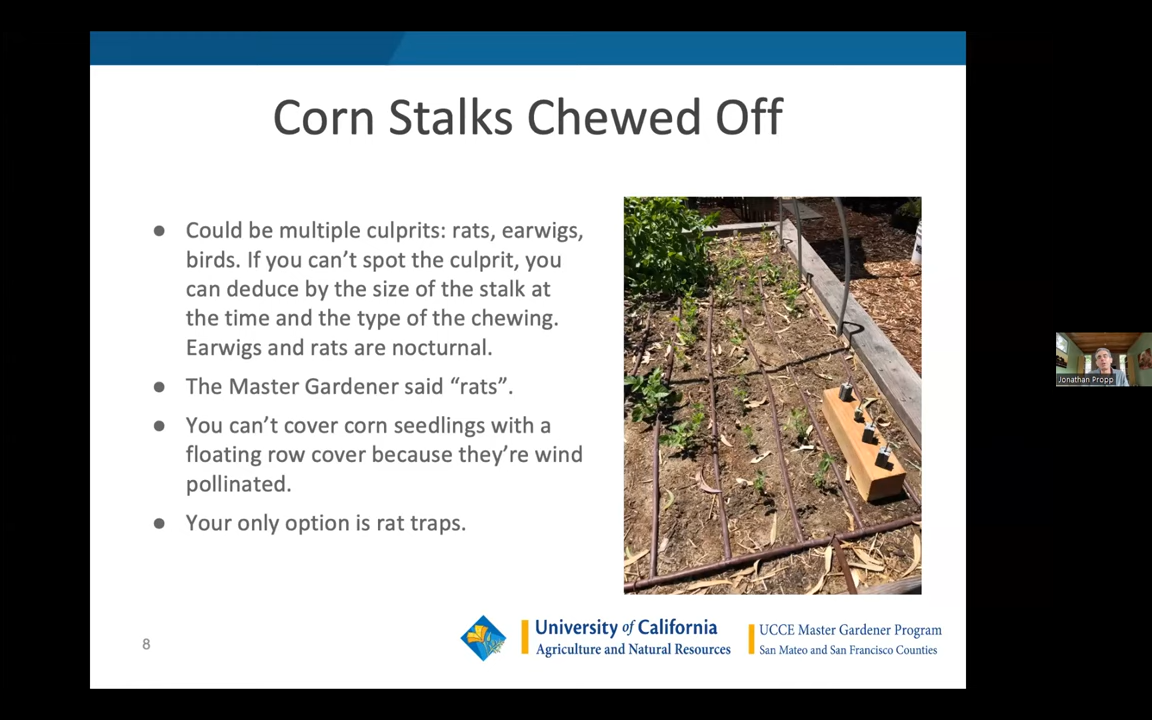 Corn Stalks Chewed Off
● Could be multiple culprits: rats, earwigs,
birds. If you can’t spot the culprit, you
can deduce by the size of the stalk at
the time and the type of the chewing.
Earwigs and rats are nocturnal.
● The Master Gardener said “rats”.
● You can’t cover corn seedlings with a
floating row cover because they’re wind
pollinated.
● Your only option is rat traps.
Jonathan Propp
8
University of California
Agriculture and Natural Resources
UCCE Master Gardener Program
San Mateo and San Francisco Counties